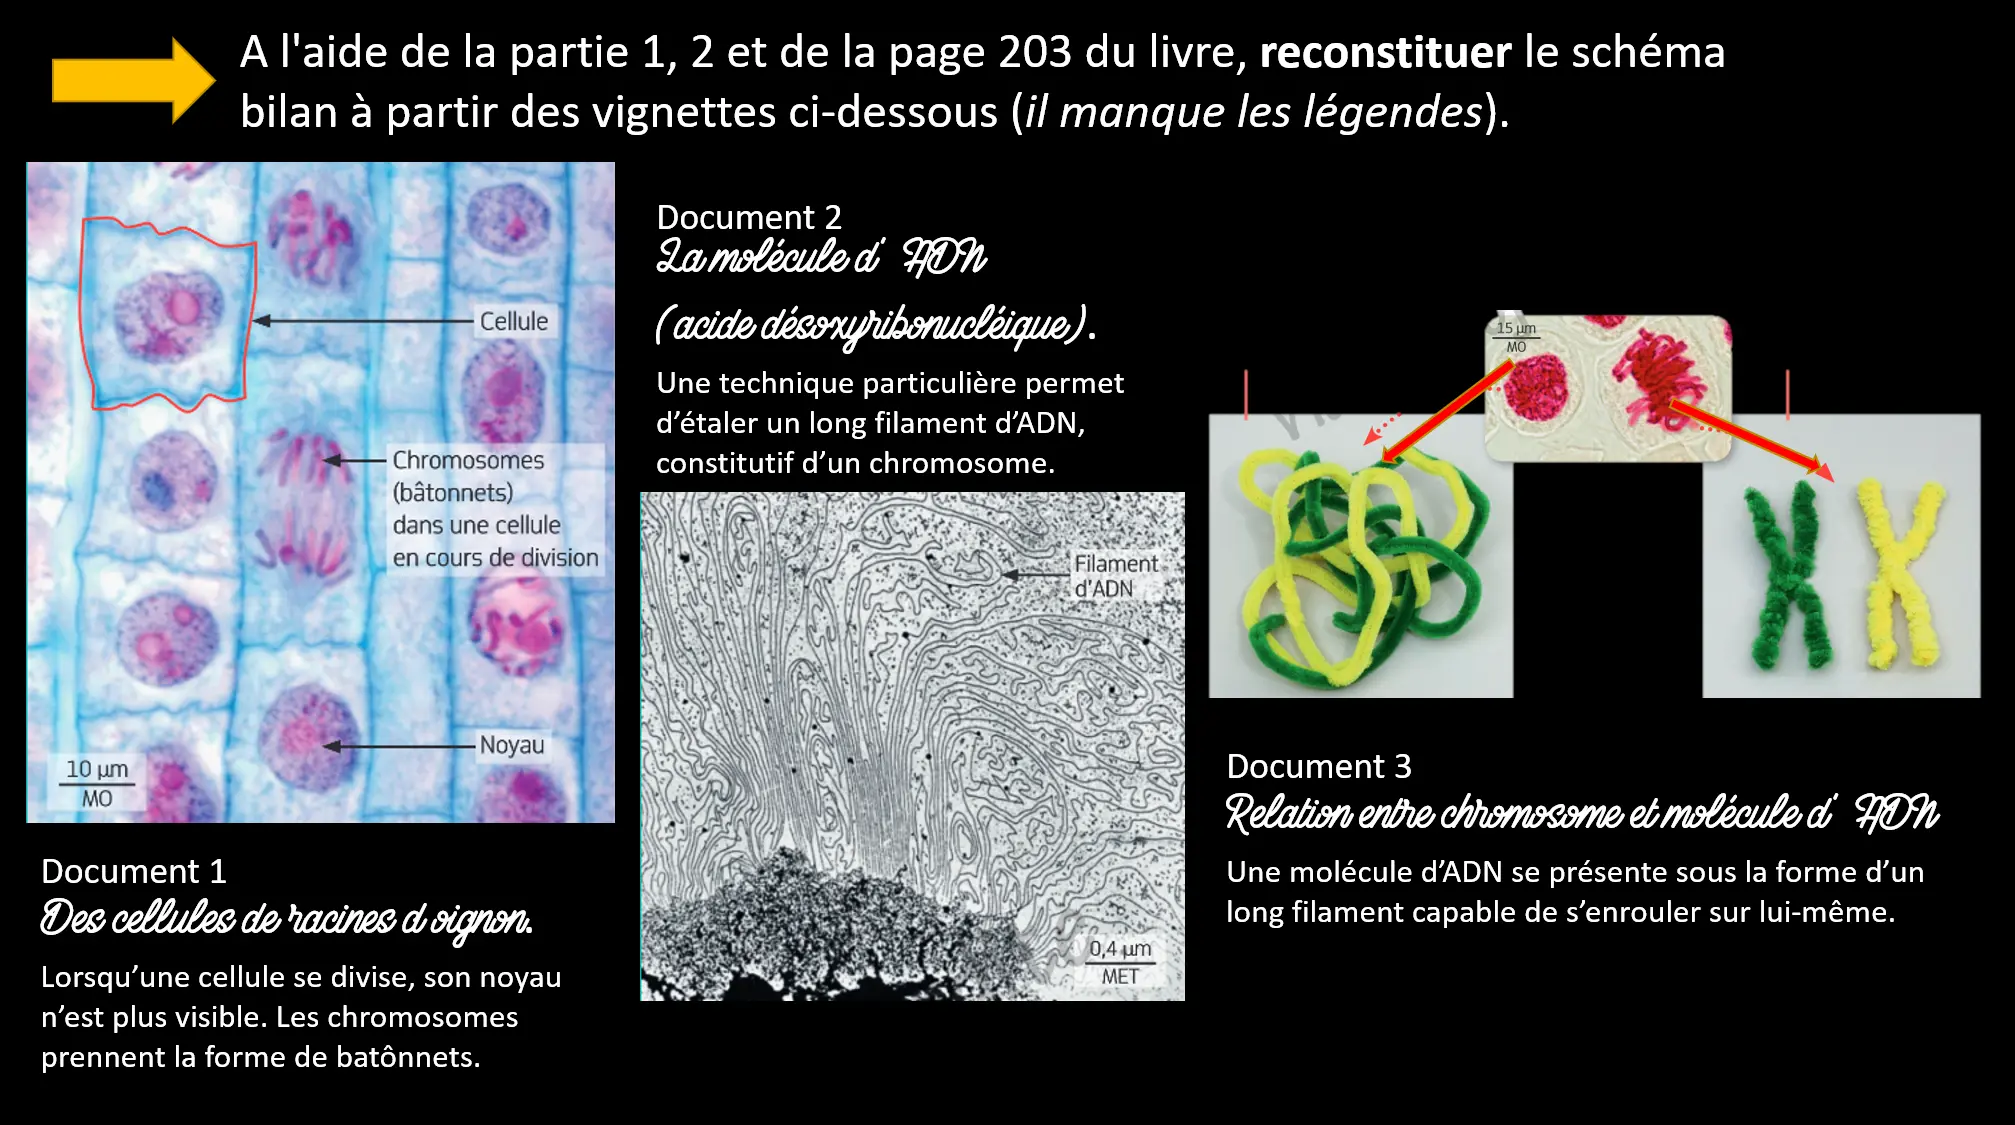 A l'aide de la partie 1, 2 et de la page 203 du livre, reconstituer le schéma
bilan à partir des vignettes ci-dessous (il manque les légendes).
Cellule
Chromosomes
(bâtonnets)
dans une cellule
en cours de division
Noyau
10 µm
MO
Document 1
Des cellules de racines d oignon.
Lorsqu’une cellule se divise, son noyau
n’est plus visible. Les chromosomes
prennent la forme de batônnets.
Document 2
La molécule d' ADN
(acide désoxyribonucléique).
Une technique particulière permet
d’étaler un long filament d’ADN,
constitutif d’un chromosome.
Filament
d’ADN
0,4 µm
MET
15 µm
MO
Document 3
Relation entre chromosome et molécule d' ADN
Une molécule d’ADN se présente sous la forme d’un
long filament capable de s’enrouler sur lui-même.